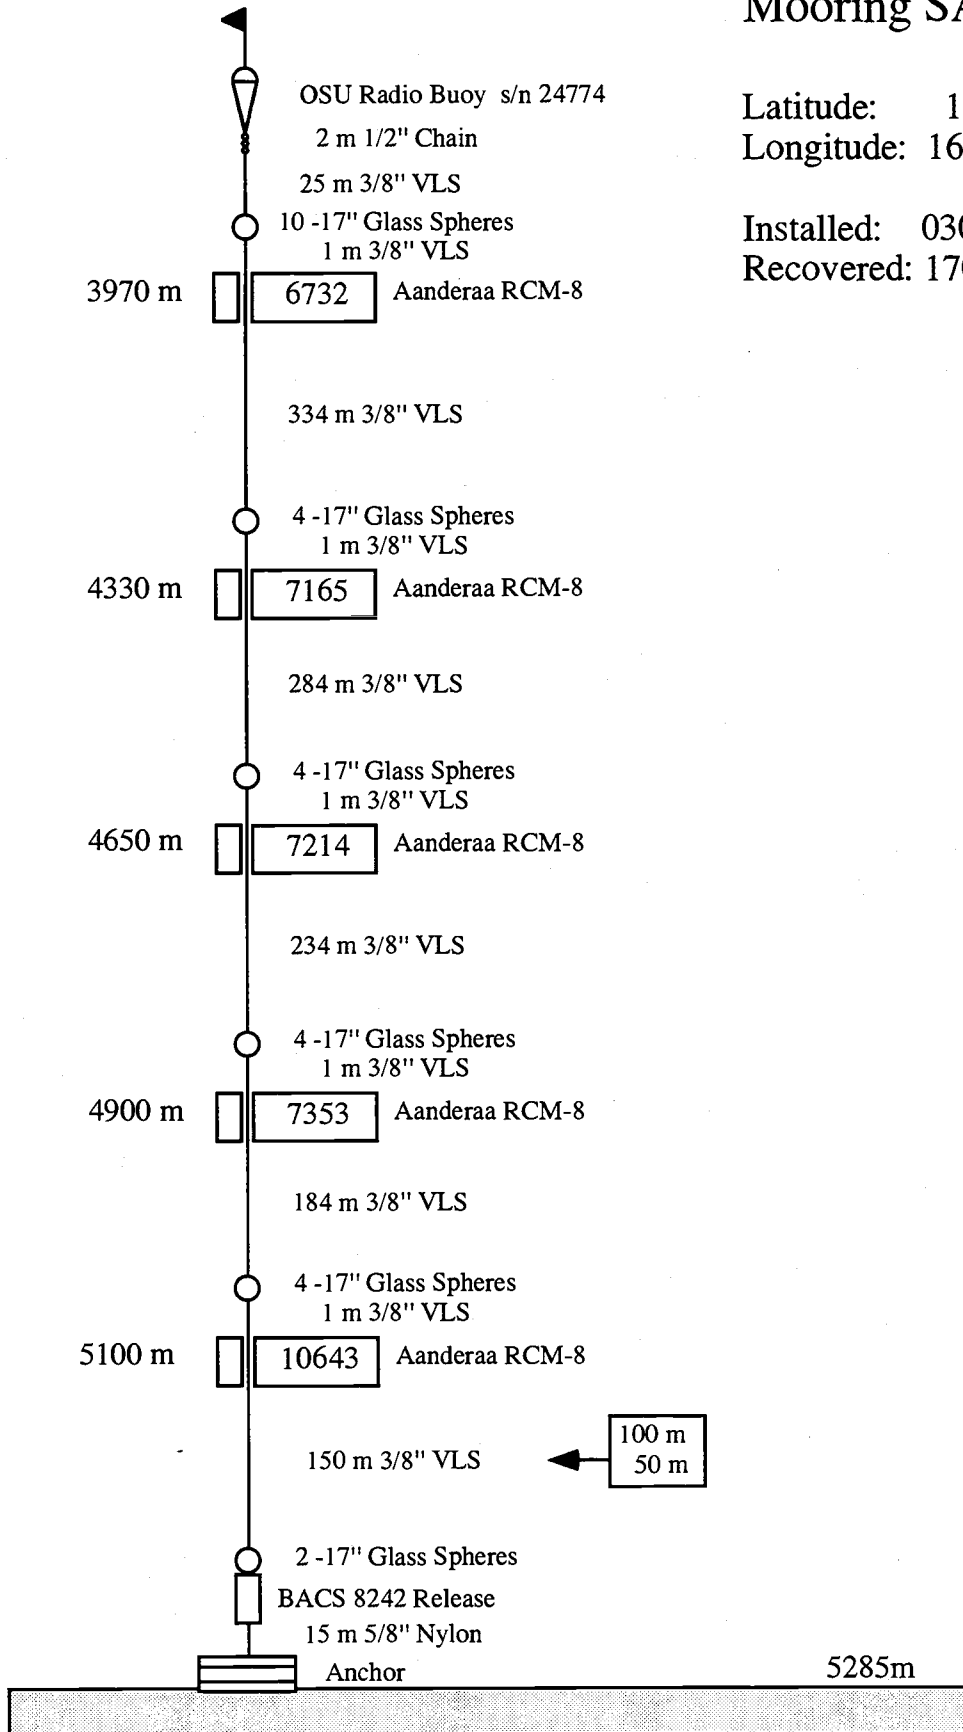 Mooring
Latitude: 1
Longitude: 16
Installed: 03
Recovered: 17
OSU Radio Buoy s/n 24774
2 m 1/2" Chain
25 m 3/8" VLS
10 -17" Glass Spheres
1 m 3/8" VLS
3970 m 6732 Aanderaa RCM-8
334 m 3/8" VLS
4 -17" Glass Spheres
1 m 3/8" VLS
4330 m 7165 Aanderaa RCM-8
284 m 3/8" VLS
4 -17" Glass Spheres
1 m 3/8" VLS
4650 m 7214 Aanderaa RCM-8
234 m 3/8" VLS
4 -17" Glass Spheres
1 m 3/8" VLS
4900 m 7353 Aanderaa RCM-8
184 m 3/8" VLS
4 -17" Glass Spheres
1 m 3/8" VLS
5100 m 10643 Aanderaa RCM-8
100 m
150 m 3/8" VLS 50 m
2 -17" Glass Spheres
BACS 8242 Release
15 m 5/8" Nylon
Anchor 5285m